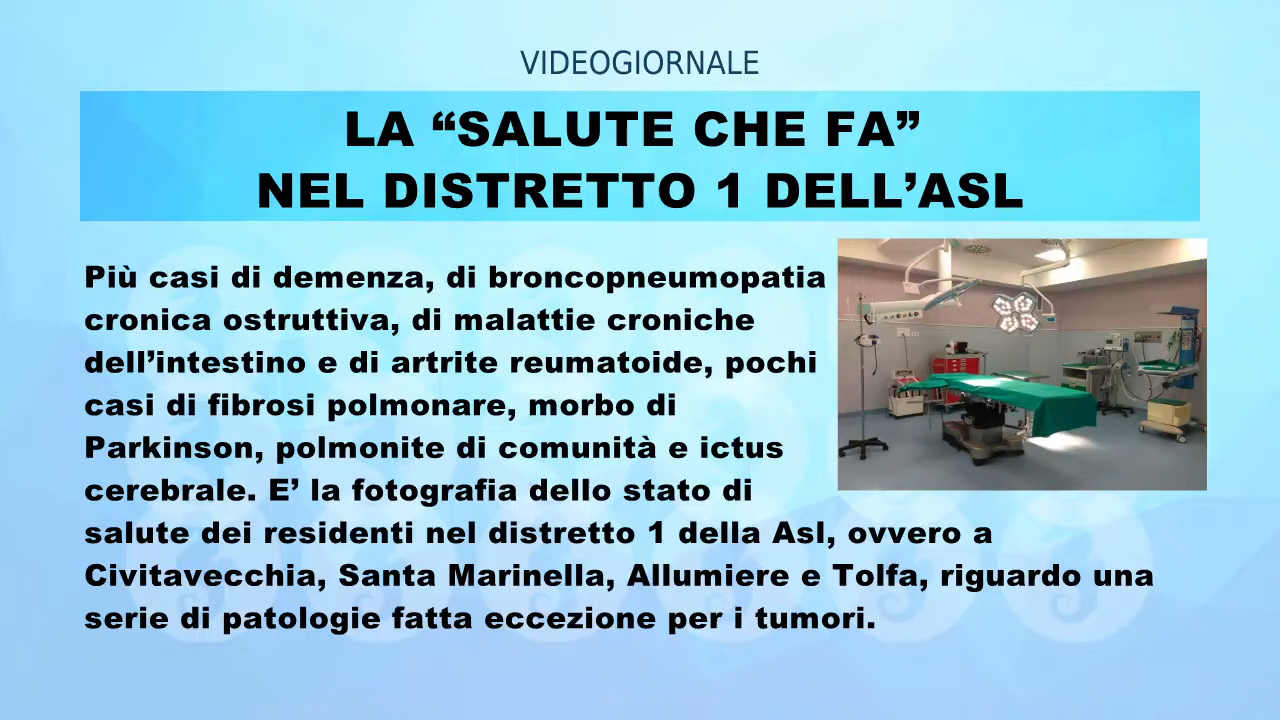 VIDEOGIORNALE
LA “SALUTE CHE FA”
NEL DISTRETTO 1 DELL’ASL
Più casi di demenza, di broncopneumopatia
cronica ostruttiva, di malattie croniche
dell’intestino e di artrite reumatoide, pochi
casi di fibrosi polmonare, morbo di
Parkinson, polmonite di comunità e ictus
cerebrale. E’ la fotografia dello stato di
salute dei residenti nel distretto 1 della Asl, ovvero a
Civitavecchia, Santa Marinella, Allumiere e Tolfa, riguardo una
serie di patologie fatta eccezione per i tumori.